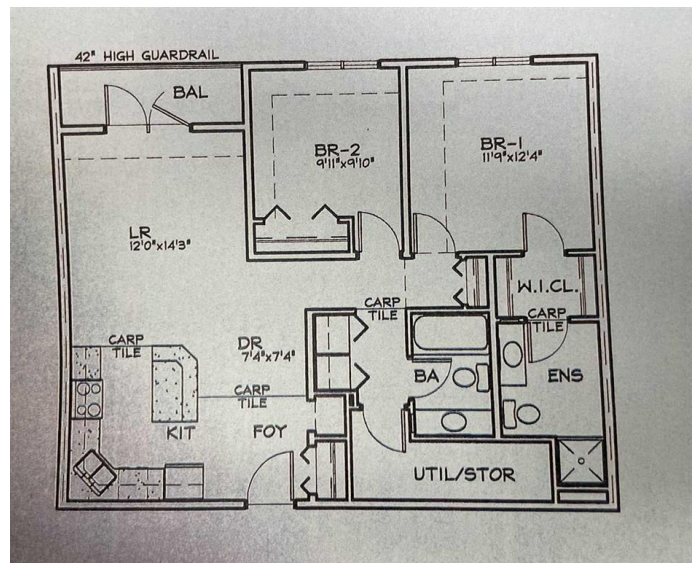 42" HIGH GUARDRAIL
BAL
BR-2
9'11"x9'10"
BR-1
11'9"x12'4"
LR
12'0"x14'3"
W.I.CL.
CARP
TILE
CARP
TILE
CARP
TILE
DR
7'4"x7'4"
BA
ENS
CARP
TILE
KIT
FOY
UTIL/STOR